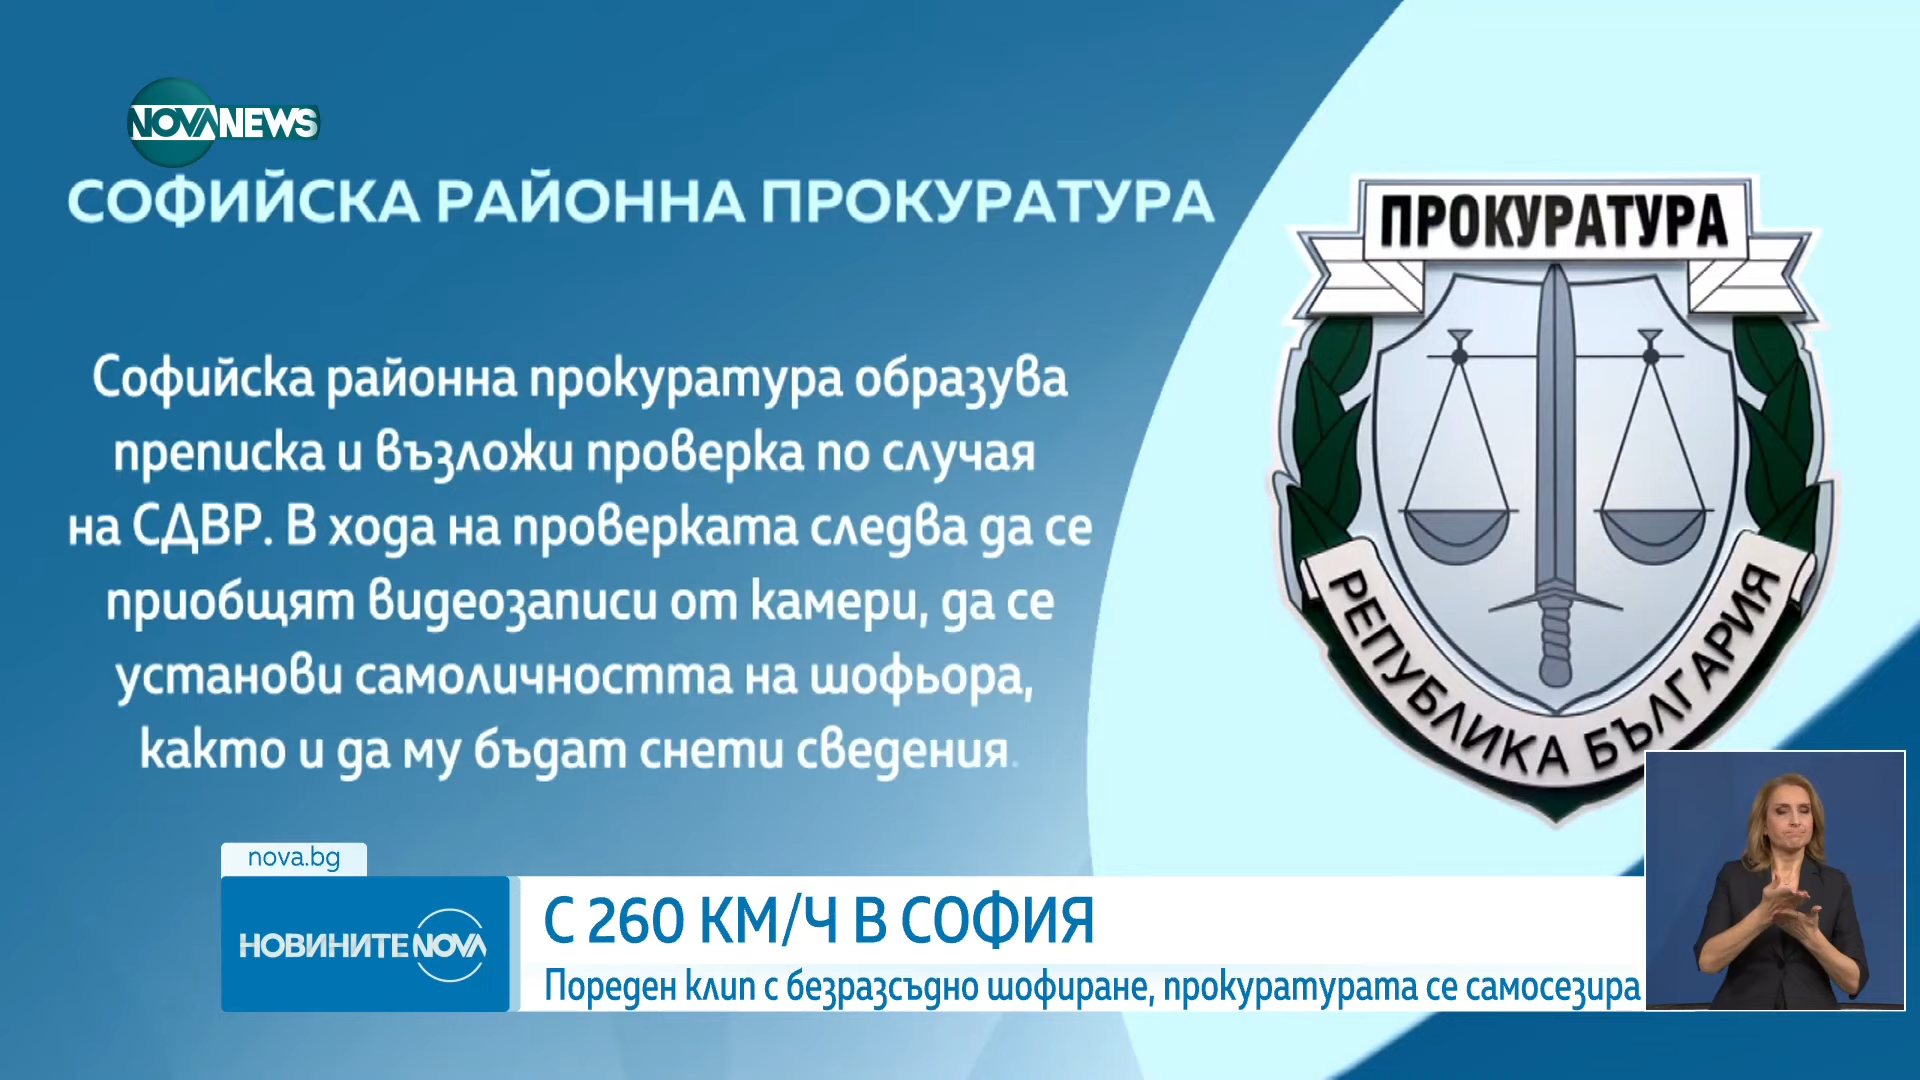 NOVANEWS
СОФИЙСКА РАЙОННА ПРОКУРАТУРА
Софийска районна прокуратура образува
преписка и възложи проверка по случая
на СДВР. В хода на проверката следва да се
приобщят видеозаписи от камери, да се
установи самоличността на шофьора,
както и да му бъдат снети сведения.
ПРОКУРАТУРА
РЕПУБЛИКА БЪЛГАРИЯ
nova.bg
НОВИНИТЕ NOVA
С 260 КМ/Ч В СОФИЯ
Пореден клип с безразсъдно шофиране, прокуратурата се самосезира